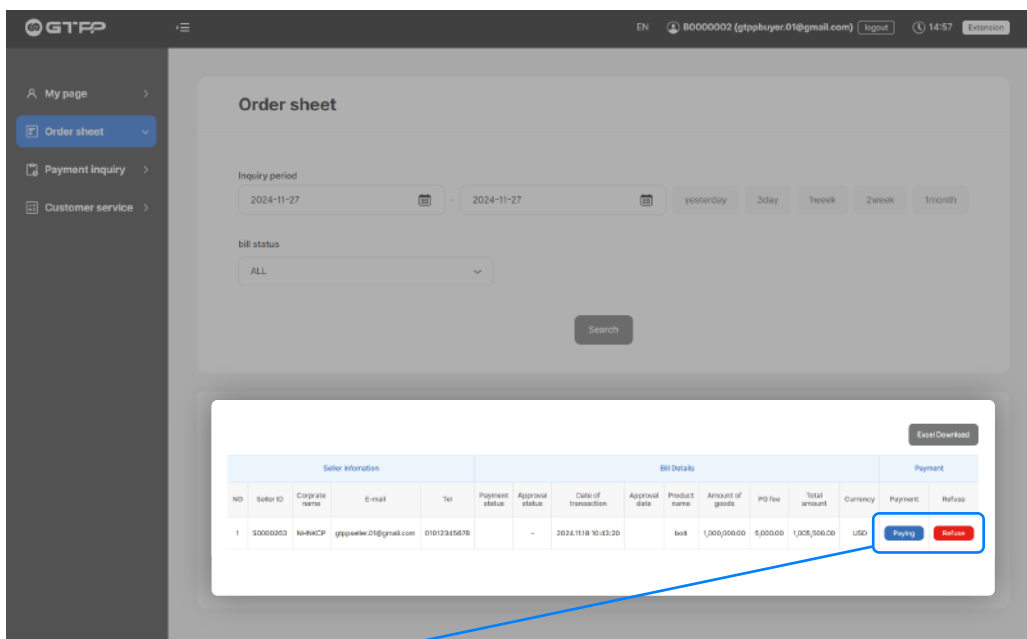 GTFP
EN B0000002 (gtppbuyer.01@gmail.com) logout 14:57 Extension
My page
Order sheet
Payment inquiry
Customer service
Order sheet
Inquiry period
2024-11-27 - 2024-11-27 yesterday 3day 1week 2week 1month
bill status
ALL
Search
Excel Download
Seller Infomation Bill Details Payment
NO Seller ID Corprate name E-mail Tel Payment status Approval status Date of transaction Approval date Product name Amount of goods PG fee Total amount Currency Payment Refuse
1 S0000263 NHNKCP gtppseller.01@gmail.com 01012345678 - 2024.11.19 10:43:20 bolt 1,000,000.00 5,000.00 1,005,500.00 USD Paying Refuse